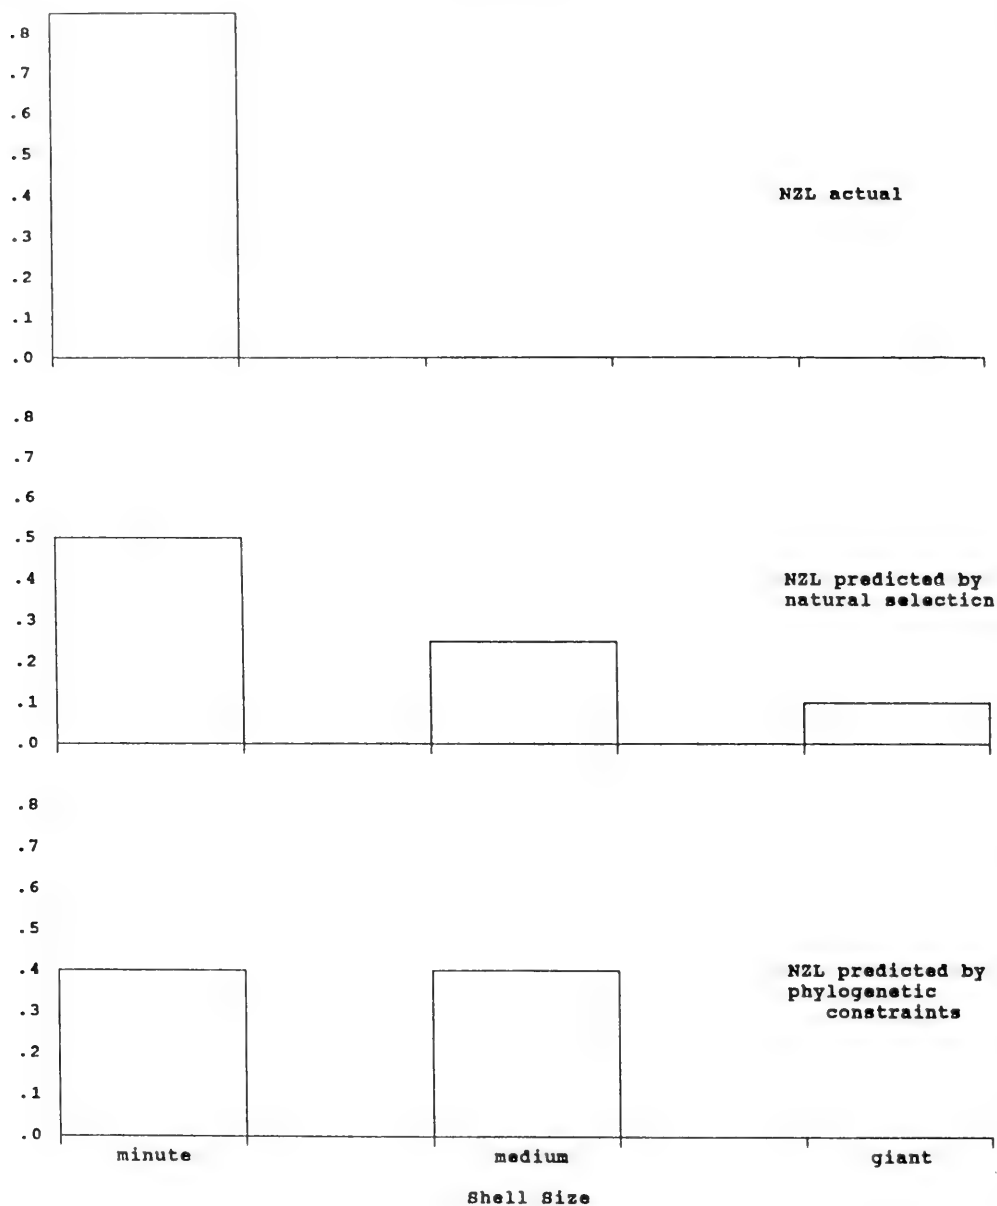 .8
.7
.6
.5
.4
.3
.2
.1
.0
NZL actual
.8
.7
.6
.5
.4
.3
.2
.1
.0
NZL predicted by
natural selection
.8
.7
.6
.5
.4
.3
.2
.1
.0
NZL predicted by
phylogenetic
constraints
minute
medium
giant
Shell Size